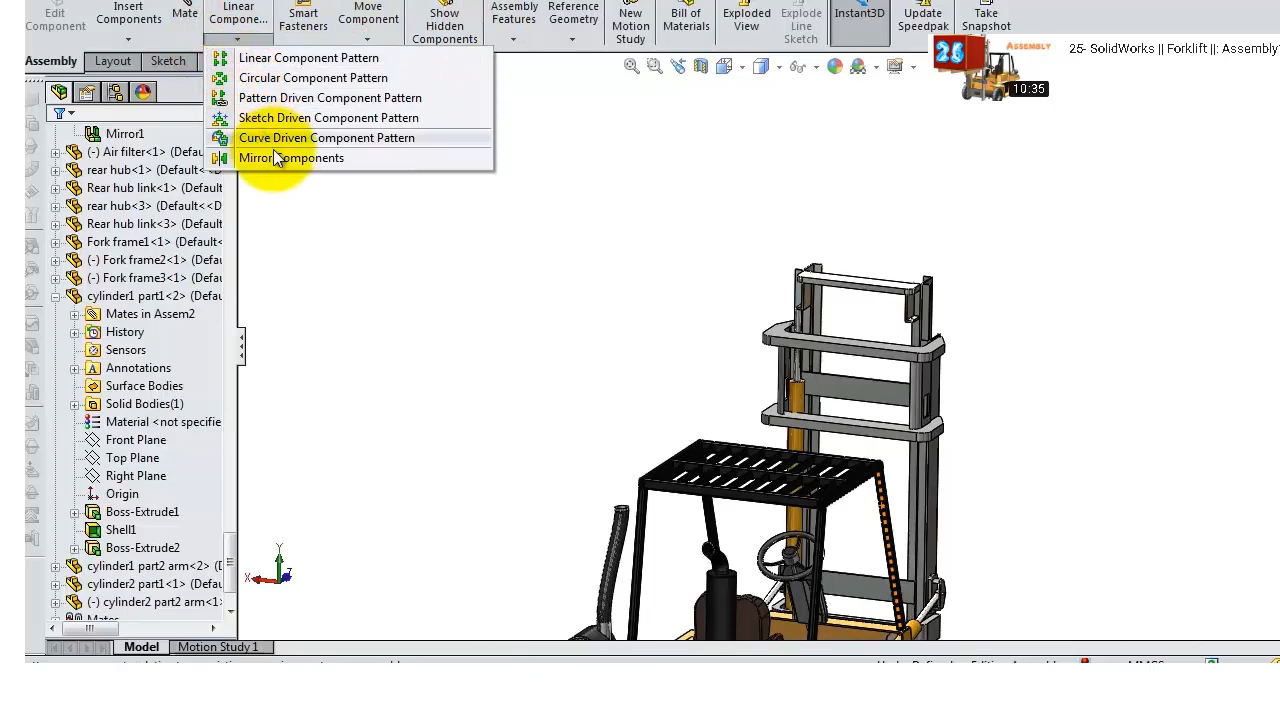 Edit Component
Insert Components
Mate
Linear Compone...
Smart Fasteners
Move Component
Show Hidden Components
Assembly Features
Reference Geometry
New Motion Study
Bill of Materials
Exploded View
Explode Line Sketch
Instant3D
Update Speedpak
Take Snapshot
25
ASSEMBLY
25- SolidWorks || Forklift ||: Assembly
10:35
Assembly
Layout
Sketch
Linear Component Pattern
Circular Component Pattern
Pattern Driven Component Pattern
Sketch Driven Component Pattern
Curve Driven Component Pattern
Mirror Components
Mirror1
(-) Air filter<1> (Defau
rear hub<1> (Default<<D
Rear hub link<1> (Defau
rear hub<3> (Default<<D
Rear hub link<3> (Defau
Fork frame1<1> (Default<
(-) Fork frame2<1> (Defa
(-) Fork frame3<1> (Defa
cylinder1 part1<2> (Defau
Mates in Assem2
History
Sensors
Annotations
Surface Bodies
Solid Bodies(1)
Material <not specifie
Front Plane
Top Plane
Right Plane
Origin
Boss-Extrude1
Shell1
Boss-Extrude2
cylinder1 part2 arm<1> (
cylinder2 part1<1> (Defau
(-) cylinder2 part2 arm<1>
Mates
Y
X
Z
Model
Motion Study 1